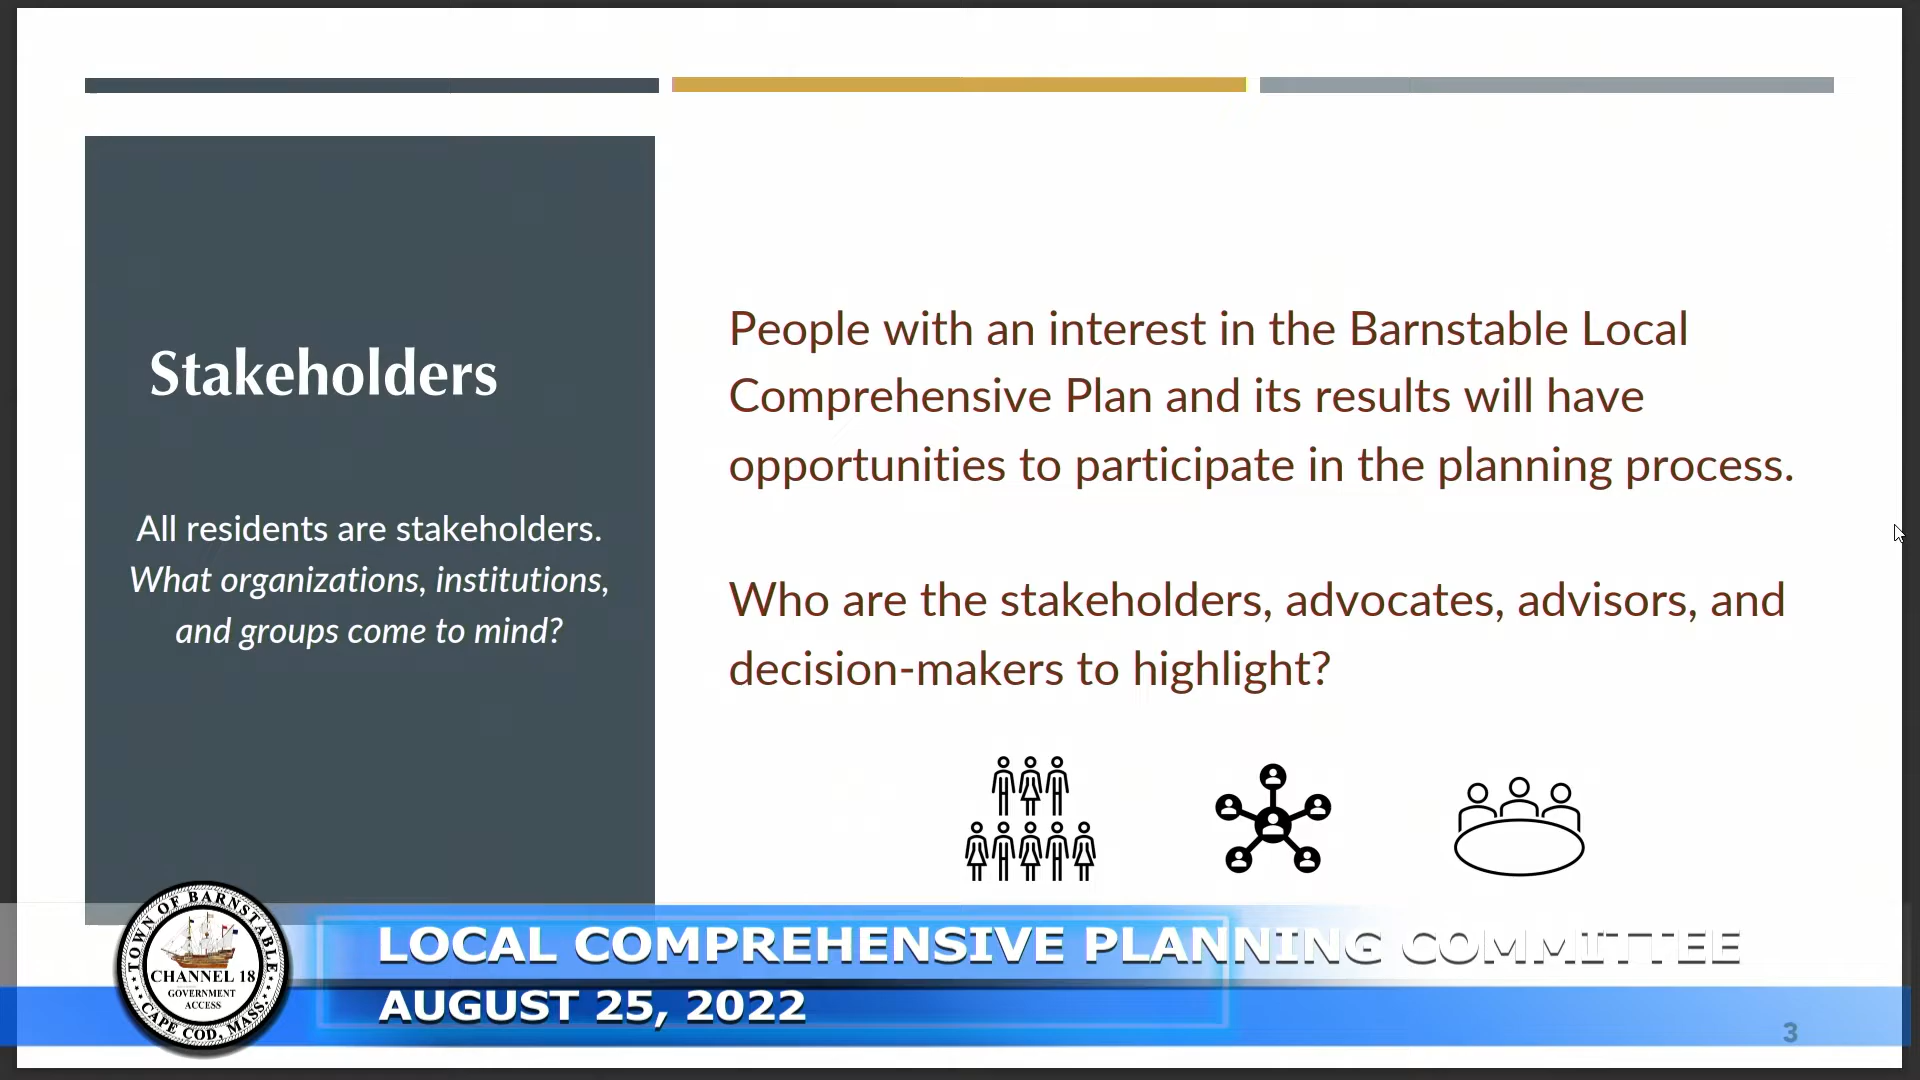 Stakeholders
All residents are stakeholders.
What organizations, institutions,
and groups come to mind?
People with an interest in the Barnstable Local
Comprehensive Plan and its results will have
opportunities to participate in the planning process.
Who are the stakeholders, advocates, advisors, and
decision-makers to highlight?
TOWN OF BARNSTABLE
CHANNEL 18
GOVERNMENT
ACCESS
CAPE COD, MASS.
LOCAL COMPREHENSIVE PLANNING COMMITTEE
AUGUST 25, 2022
3